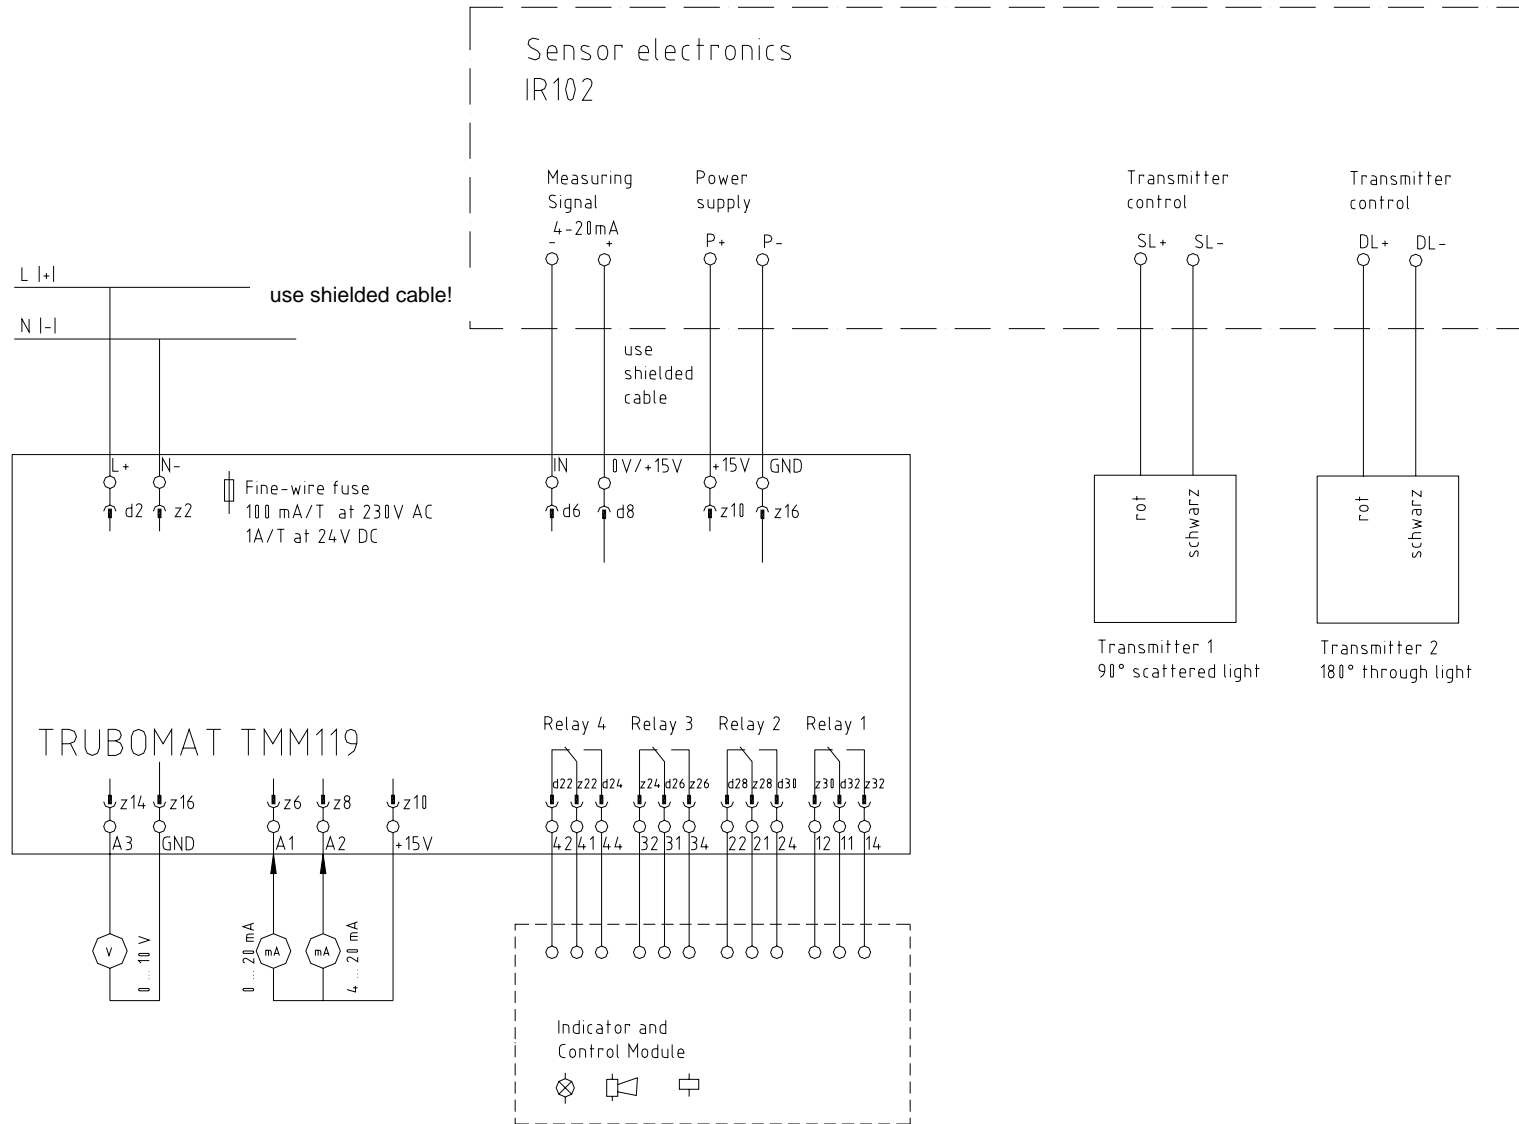 Sensor electronics
IR102
Measuring
Signal
4-20mA
- +
Power
supply
P+ P-
Transmitter
control
SL+ SL-
Transmitter
control
DL+ DL-
L |+|
use shielded cable!
N |-|
use
shielded
cable
L+ N-
d2 z2
Fine-wire fuse
100 mA/T at 230V AC
1A/T at 24V DC
IN 0V/+15V +15V GND
d6 d8 z10 z16
rot schwarz
rot schwarz
Transmitter 1
90° scattered light
Transmitter 2
180° through light
TRUBOMAT TMM119
Relay 4 Relay 3 Relay 2 Relay 1
d22 z22 d24 z24 d26 z26 d28 z28 d30 z30 d32 z32
z14 z16 z6 z8 z10
A3 GND A1 A2 +15V
42 41 44 32 31 34 22 21 24 12 11 14
V
0 ... 10 V
0 ... 20 mA
mA
mA
4 ... 20 mA
Indicator and
Control Module